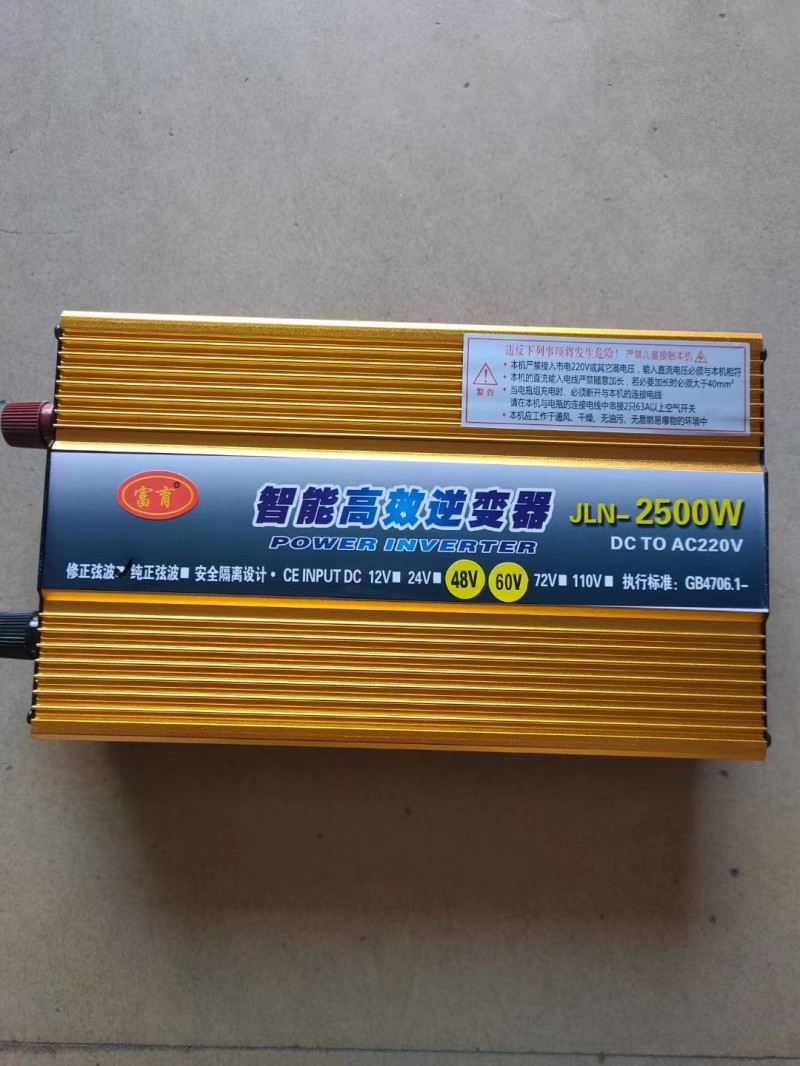 违反下列事项将发生危险！严禁儿童接触本机
警告
• 本机严禁接入市电220V或其它高电压，输入直流电压必须与本机相符
• 本机的直流输入电线严禁随意加长，若必要加长时必须大于40mm²
• 当电瓶组充电时、必须断开与本机的连接电线
请在本机与电瓶的连接电线中串接2只63A以上空气开关
• 本机应工作于通风、干燥、无油污、无易燃易爆物的环境中
富育®
智能高效逆变器 JLN-2500W
POWER INVERTER DC TO AC220V
修正弦波■ 纯正弦波■ 安全隔离设计• CE INPUT DC 12V■ 24V■ 48V 60V 72V■ 110V■ 执行标准：GB4706.1-